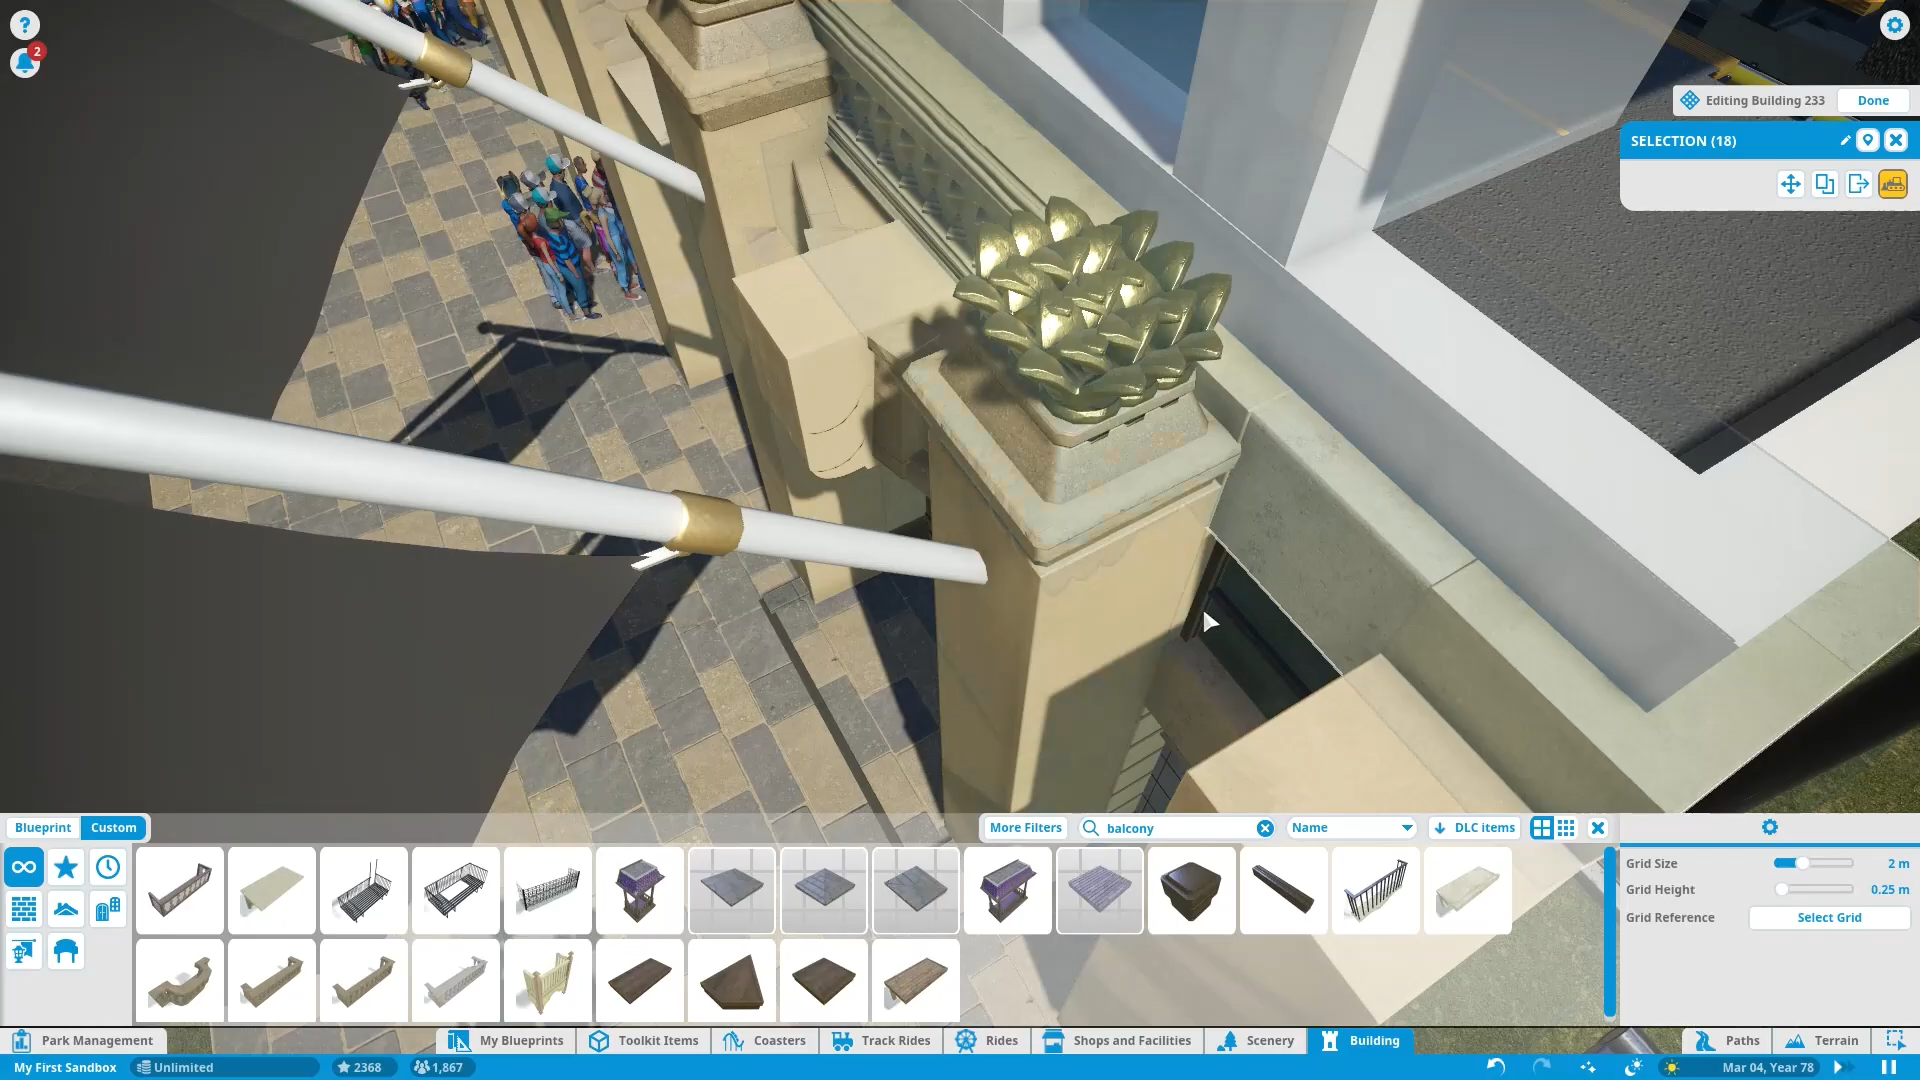 ?
2
Editing Building 233
Done
SELECTION (18)
Blueprint
Custom
More Filters
balcony
Name
DLC items
Grid Size
2 m
Grid Height
0.25 m
Grid Reference
Select Grid
Park Management
My Blueprints
Toolkit Items
Coasters
Track Rides
Rides
Shops and Facilities
Scenery
Building
Paths
Terrain
My First Sandbox
Unlimited
2368
1,867
Mar 04, Year 78